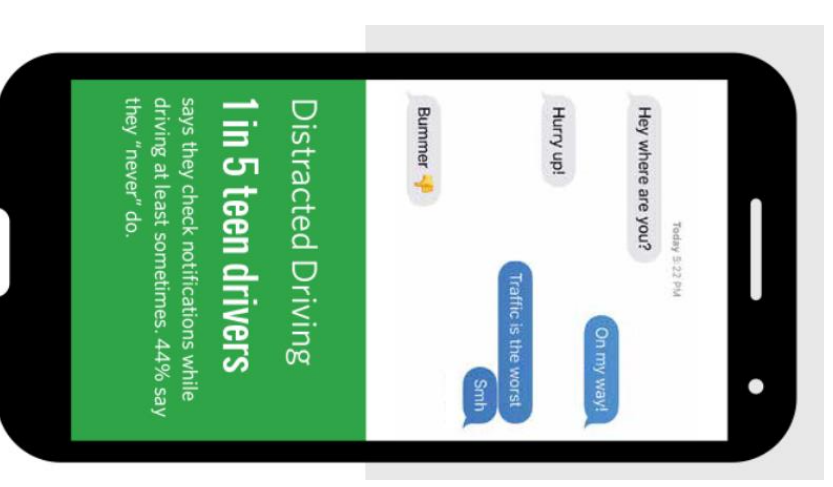 Today 5:22 PM
Hey where are you?
On my way!
Hurry up!
Traffic is the worst
Smh
Bummer 👎
Distracted Driving
1 in 5 teen drivers
says they check notifications while
driving at least sometimes. 44% say
they “never” do.